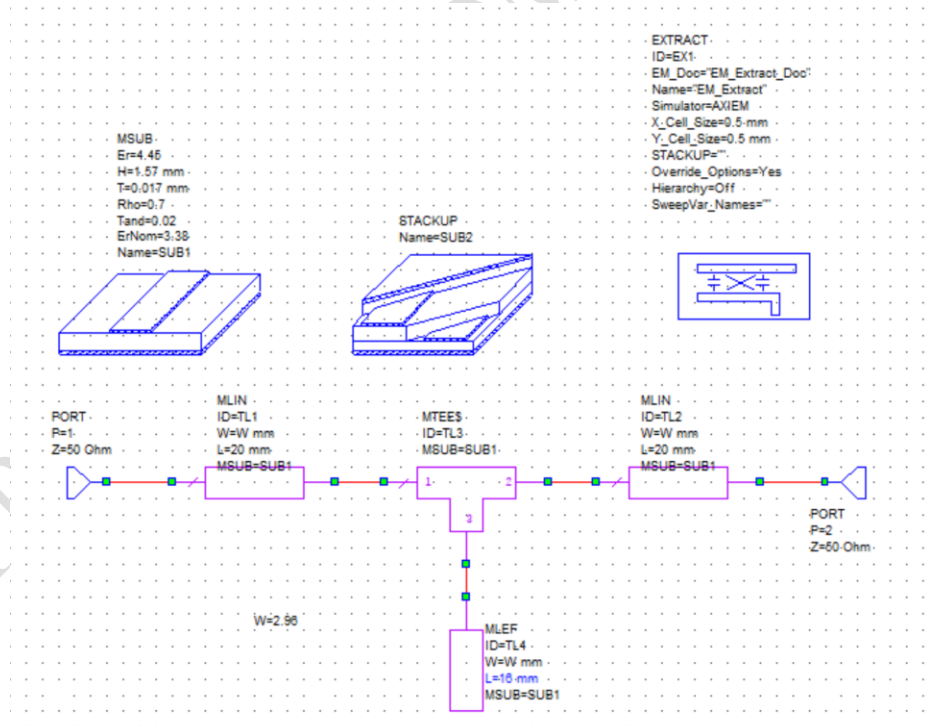 EXTRACT
ID=EX1
EM_Doc="EM_Extract_Doc"
Name="EM_Extract"
Simulator=AXIEM
X_Cell_Size=0.5 mm
Y_Cell_Size=0.5 mm
STACKUP=""
Override_Options=Yes
Hierarchy=Off
SweepVar_Names=""
MSUB
Er=4.45
H=1.57 mm
T=0.017 mm
Rho=0.7
Tand=0.02
ErNom=3.38
Name=SUB1
STACKUP
Name=SUB2
PORT
P=1
Z=50 Ohm
MLIN
ID=TL1
W=W mm
L=20 mm
MSUB=SUB1
MTEE$
ID=TL3
MSUB=SUB1
1
2
3
MLIN
ID=TL2
W=W mm
L=20 mm
MSUB=SUB1
PORT
P=2
Z=50 Ohm
W=2.96
MLEF
ID=TL4
W=W mm
L=16 mm
MSUB=SUB1